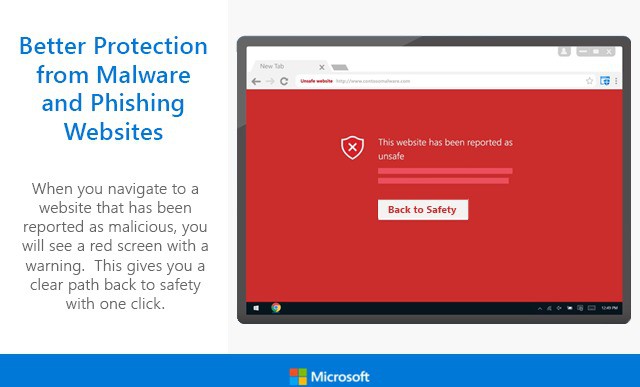 Better Protection
from Malware
and Phishing
Websites
When you navigate to a
website that has been
reported as malicious, you
will see a red screen with a
warning.  This gives you a
clear path back to safety
with one click.
New Tab
Unsafe website http://www.contosomalware.com
This website has been reported as
unsafe
Back to Safety
12:45 PM
Microsoft